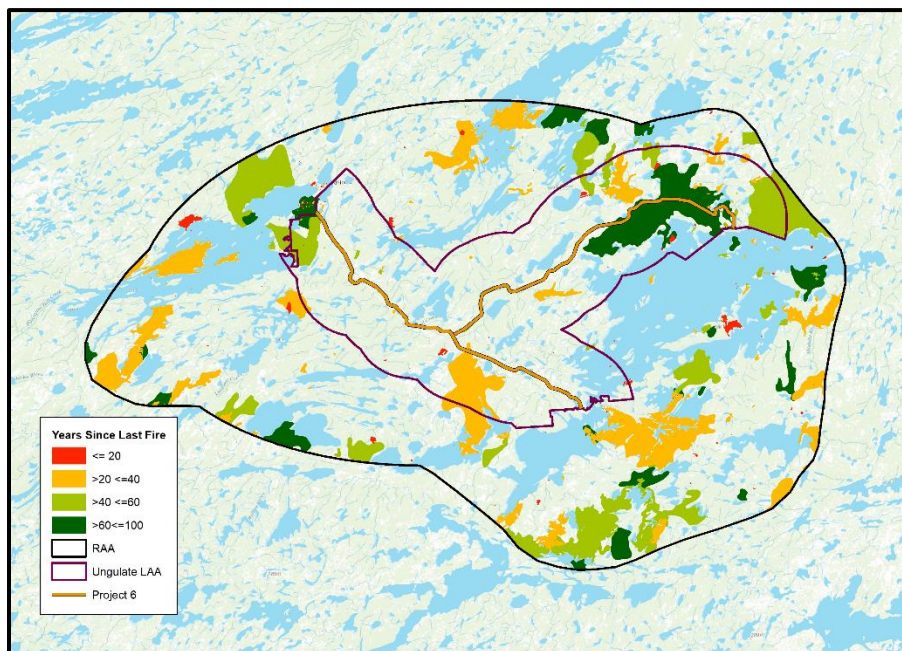 Years Since Last Fire
<= 20
>20 <=40
>40 <=60
>60<=100
RAA
Ungulate LAA
Project 6